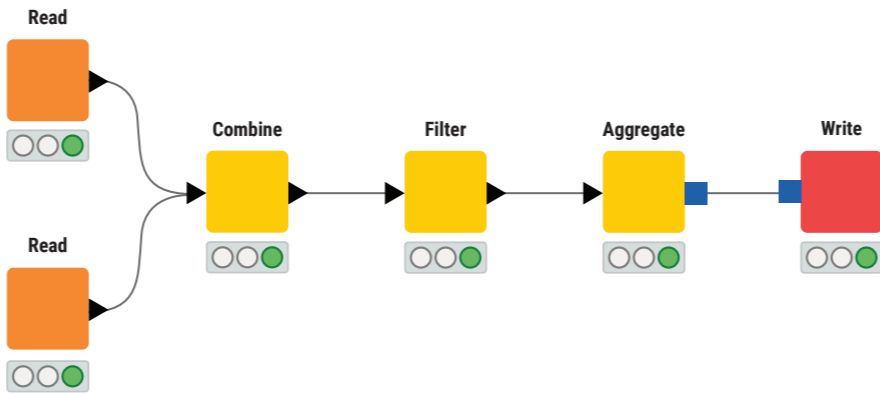 Read
Combine
Filter
Aggregate
Write
Read